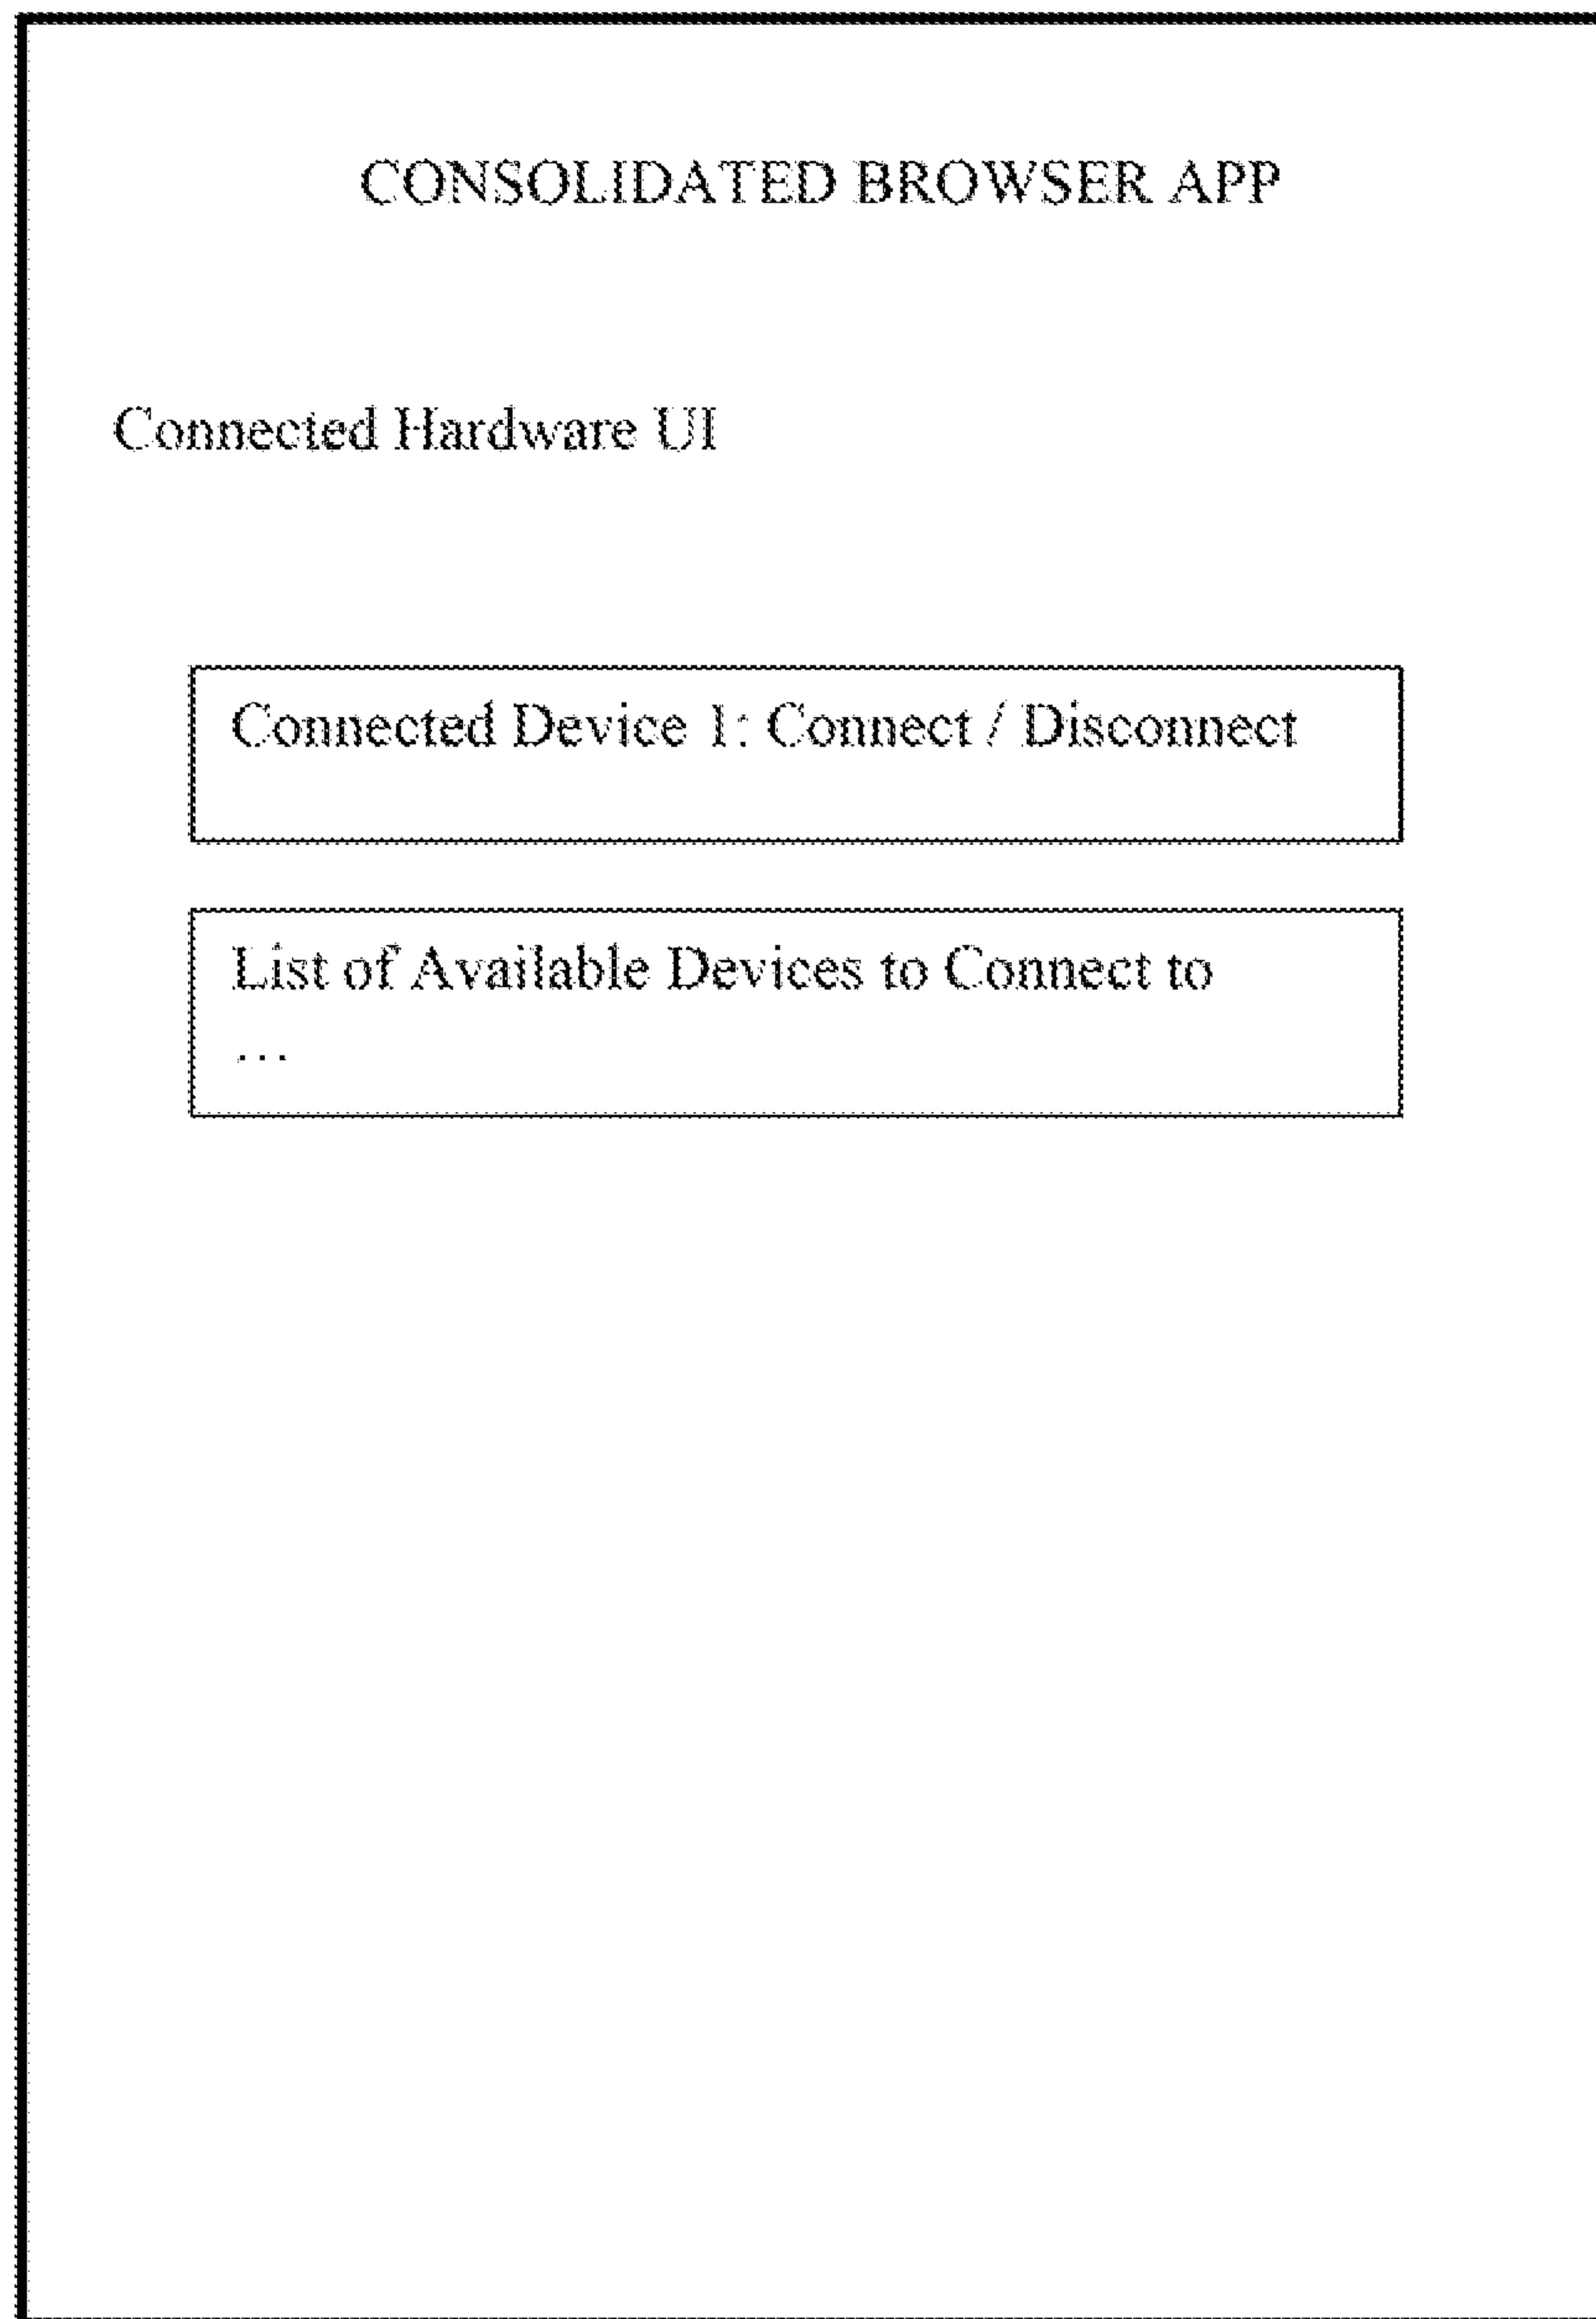 CONSOLIDATED BROWSER APP
Connected Hardware UI
Connected Device 1: Connect / Disconnect
List of Available Devices to Connect to
...